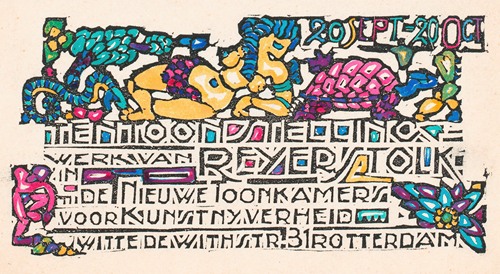 20 SEPT-20 OCT
TENTOONSTELLING
WERK VAN REYER STOLK
IN
DE NIEUWE TOONKAMERS
VOOR KUNSTNYVERHEID
WITTE DE WITHSTR. 31 ROTTERDAM